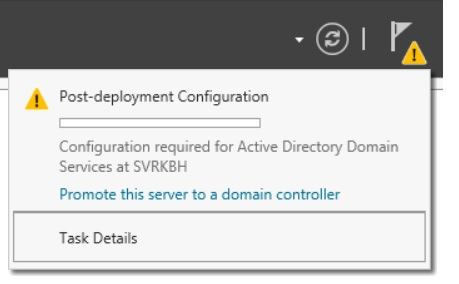 Post-deployment Configuration
Configuration required for Active Directory Domain
Services at SVRKBH
Promote this server to a domain controller
Task Details